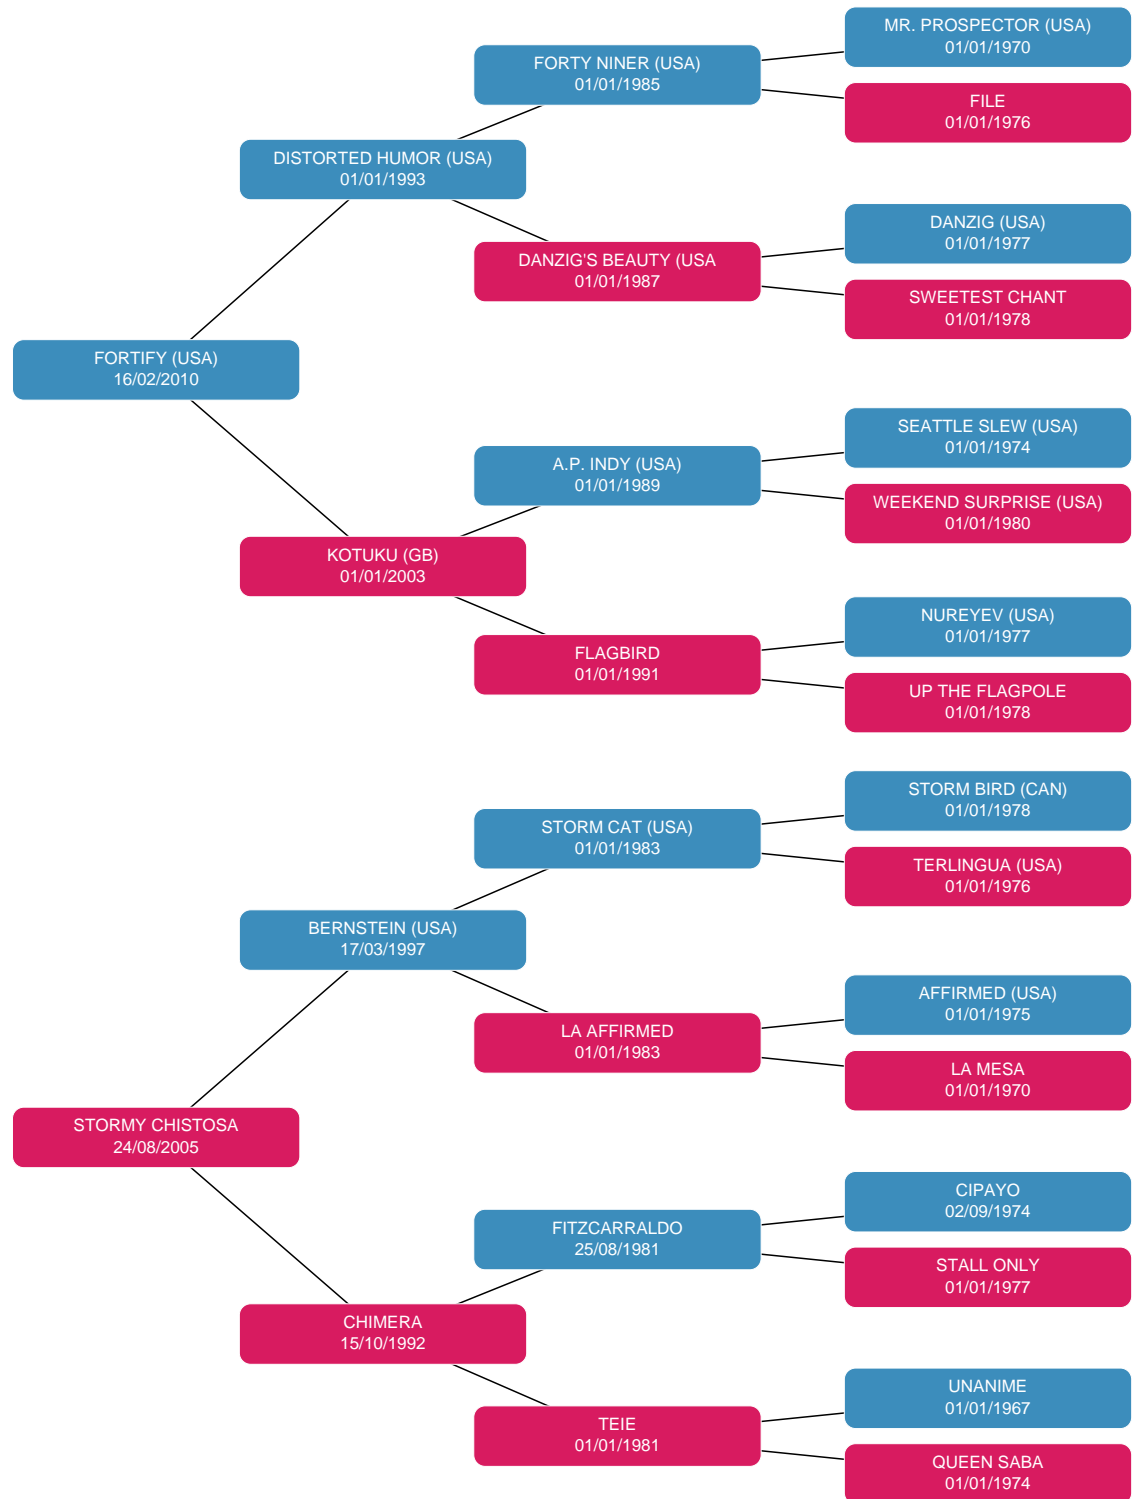 MR. PROSPECTOR (USA)
01/01/1970
FORTY NINER (USA)
01/01/1985
FILE
01/01/1976
DISTORTED HUMOR (USA)
01/01/1993
DANZIG (USA)
01/01/1977
DANZIG'S BEAUTY (USA
01/01/1987
SWEETEST CHANT
01/01/1978
FORTIFY (USA)
16/02/2010
SEATTLE SLEW (USA)
01/01/1974
A.P. INDY (USA)
01/01/1989
WEEKEND SURPRISE (USA)
01/01/1980
KOTUKU (GB)
01/01/2003
NUREYEV (USA)
01/01/1977
FLAGBIRD
01/01/1991
UP THE FLAGPOLE
01/01/1978
STORM BIRD (CAN)
01/01/1978
STORM CAT (USA)
01/01/1983
TERLINGUA (USA)
01/01/1976
BERNSTEIN (USA)
17/03/1997
AFFIRMED (USA)
01/01/1975
LA AFFIRMED
01/01/1983
LA MESA
01/01/1970
STORMY CHISTOSA
24/08/2005
CIPAYO
02/09/1974
FITZCARRALDO
25/08/1981
STALL ONLY
01/01/1977
CHIMERA
15/10/1992
UNANIME
01/01/1967
TEIE
01/01/1981
QUEEN SABA
01/01/1974